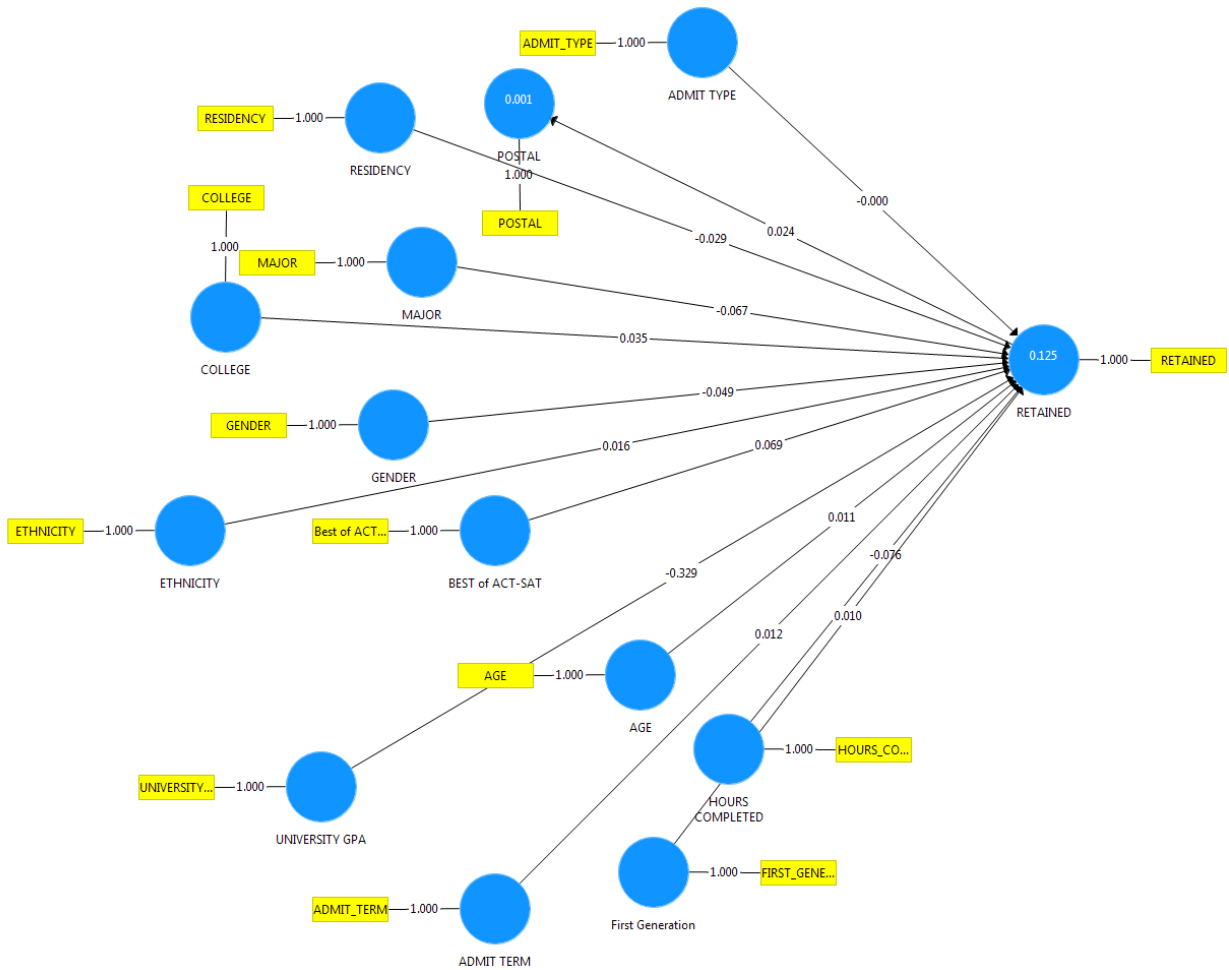 ADMIT_TYPE
1.000
ADMIT TYPE
0.001
POSTAL
1.000
POSTAL
RESIDENCY
1.000
RESIDENCY
COLLEGE
1.000
COLLEGE
MAJOR
1.000
MAJOR
-0.000
0.024
-0.029
-0.067
0.035
0.125
RETAINED
1.000
RETAINED
GENDER
1.000
GENDER
-0.049
0.016
0.069
ETHNICITY
1.000
ETHNICITY
Best of ACT...
1.000
BEST of ACT-SAT
0.011
-0.076
-0.329
0.010
0.012
AGE
1.000
AGE
HOURS
COMPLETED
1.000
HOURS_CO...
UNIVERSITY...
1.000
UNIVERSITY GPA
First Generation
1.000
FIRST_GENE...
ADMIT_TERM
1.000
ADMIT TERM